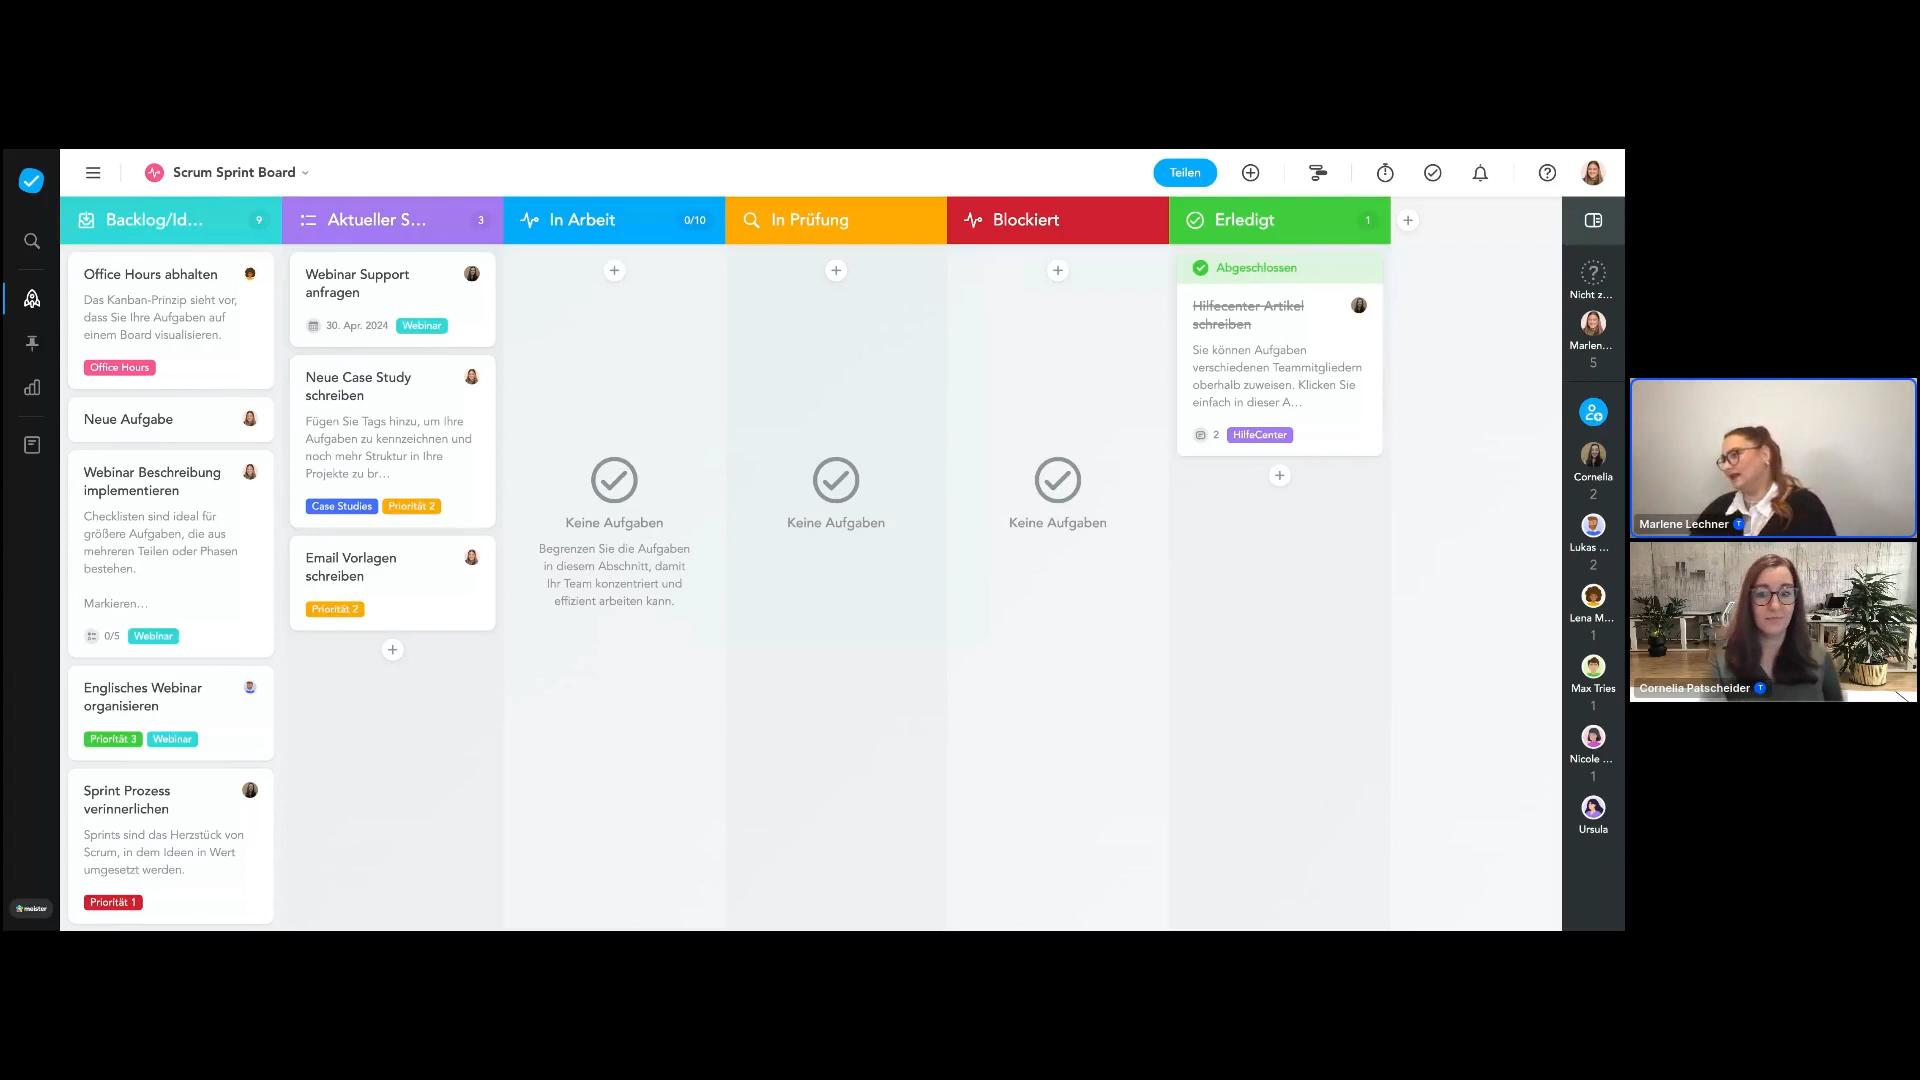 Scrum Sprint Board
Teilen
Backlog/Id... 9
Aktueller S... 3
In Arbeit 0/10
In Prüfung
Blockiert
Erledigt 1
Office Hours abhalten
Das Kanban-Prinzip sieht vor,
dass Sie Ihre Aufgaben auf
einem Board visualisieren.
Office Hours
Neue Aufgabe
Webinar Beschreibung
implementieren
Checklisten sind ideal für
größere Aufgaben, die aus
mehreren Teilen oder Phasen
bestehen.
Markieren...
0/5 Webinar
Englisches Webinar
organisieren
Priorität 3 Webinar
Sprint Prozess
verinnerlichen
Sprints sind das Herzstück von
Scrum, in dem Ideen in Wert
umgesetzt werden.
Priorität 1
Webinar Support
anfragen
30. Apr. 2024 Webinar
Neue Case Study
schreiben
Fügen Sie Tags hinzu, um Ihre
Aufgaben zu kennzeichnen und
noch mehr Struktur in Ihre
Projekte zu br...
Case Studies Priorität 2
Email Vorlagen
schreiben
Priorität 2
Keine Aufgaben
Begrenzen Sie die Aufgaben
in diesem Abschnitt, damit
Ihr Team konzentriert und
effizient arbeiten kann.
Keine Aufgaben
Keine Aufgaben
Abgeschlossen
Hilfecenter Artikel
schreiben
Sie können Aufgaben
verschiedenen Teammitgliedern
oberhalb zuweisen. Klicken Sie
einfach in dieser A...
2 HilfeCenter
Nicht z...
Marlen...
5
Cornelia
2
Lukas ...
2
Lena M...
1
Max Tries
1
Nicole ...
1
Ursula
meister
Marlene Lechner T
Cornelia Patscheider T